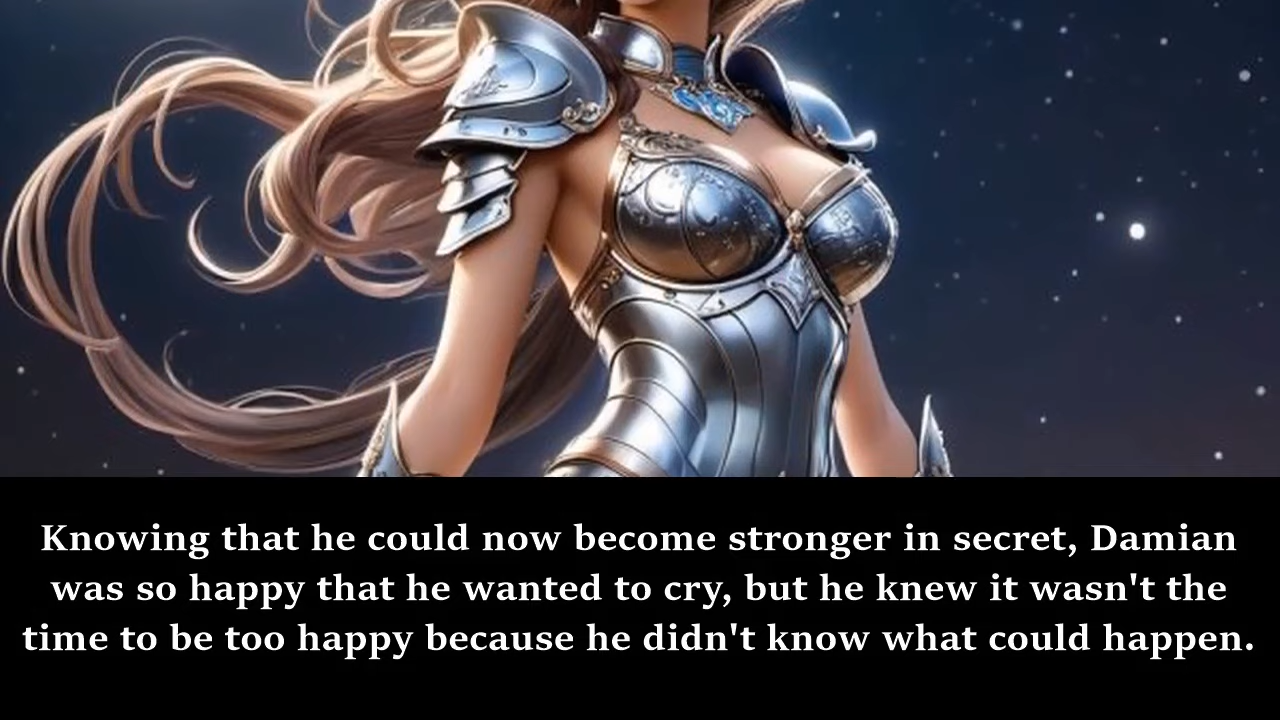 Knowing that he could now become stronger in secret, Damian
was so happy that he wanted to cry, but he knew it wasn't the
time to be too happy because he didn't know what could happen.